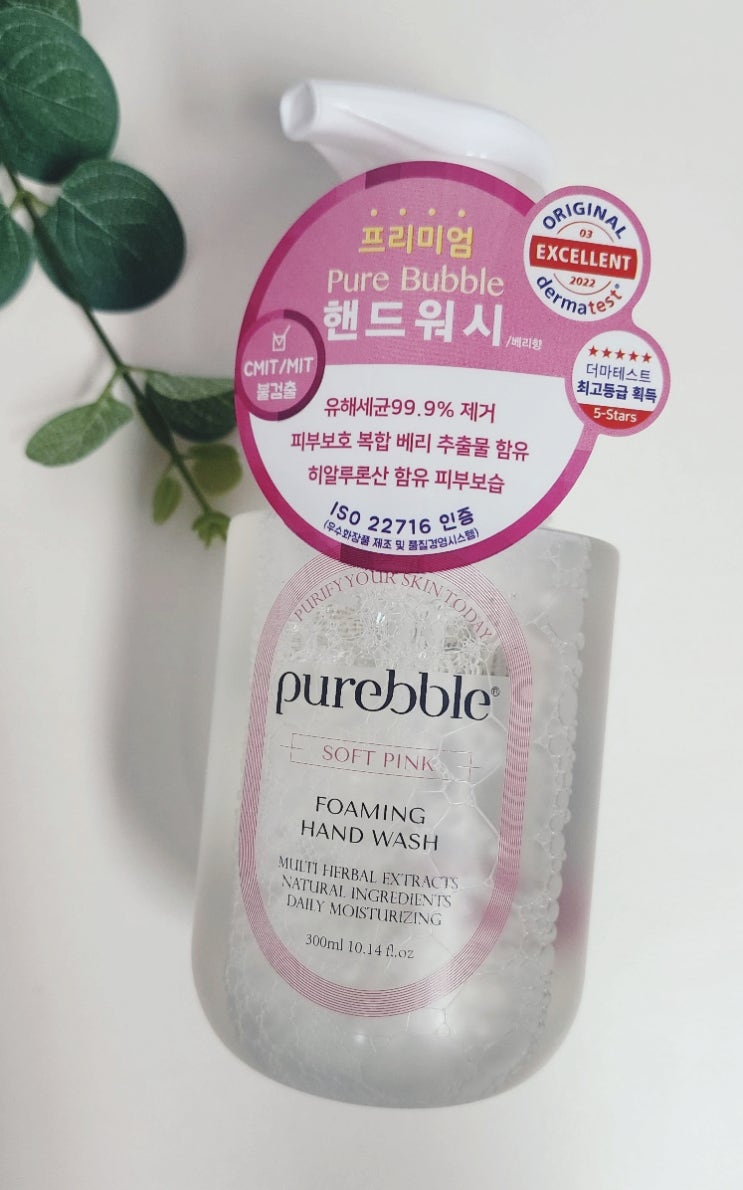 프리미엄
Pure Bubble
핸드워시 /베리향
CMIT/MIT
불검출
ORIGINAL
03
EXCELLENT
2022
dermatest®
★★★★★
더마테스트
최고등급 획득
5-Stars
유해세균99.9% 제거
피부보호 복합 베리 추출물 함유
히알루론산 함유 피부보습
ISO 22716 인증
(우수화장품 제조 및 품질경영시스템)
PURIFY YOUR SKIN TODAY
purebbble®
SOFT PINK
FOAMING
HAND WASH
MULTI HERBAL EXTRACTS
NATURAL INGREDIENTS
DAILY MOISTURIZING
300ml 10.14 fl.oz